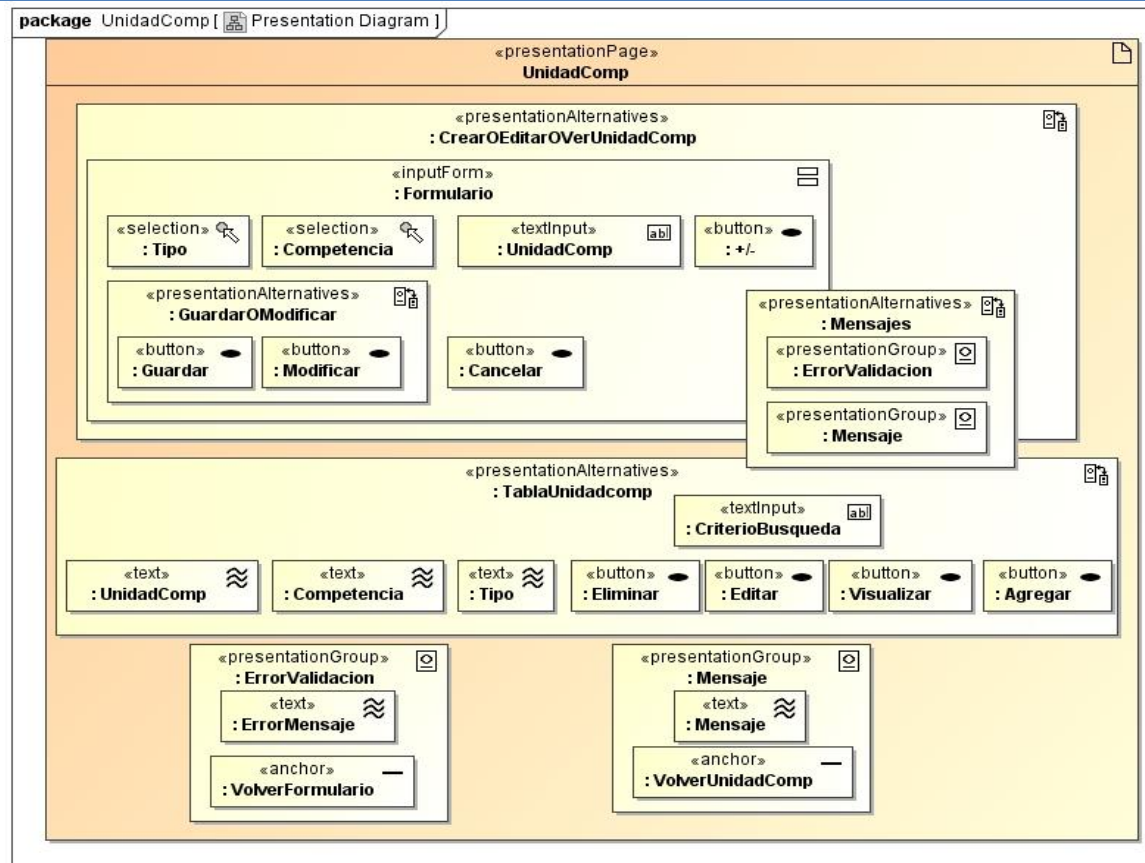 package UnidadComp [ Presentation Diagram ]
«presentationPage»
UnidadComp
«presentationAlternatives»
: CrearOEditarOVerUnidadComp
«inputForm»
: Formulario
«selection»
: Tipo
«selection»
: Competencia
«textInput»
: UnidadComp
abl
«button»
: +/-
«presentationAlternatives»
: GuardarOModificar
«button»
: Guardar
«button»
: Modificar
«button»
: Cancelar
«presentationAlternatives»
: Mensajes
«presentationGroup»
: ErrorValidacion
«presentationGroup»
: Mensaje
«presentationAlternatives»
: TablaUnidadcomp
«textInput»
: CriterioBusqueda
abl
«text»
: UnidadComp
«text»
: Competencia
«text»
: Tipo
«button»
: Eliminar
«button»
: Editar
«button»
: Visualizar
«button»
: Agregar
«presentationGroup»
: ErrorValidacion
«text»
: ErrorMensaje
«anchor»
: VolverFormulario
«presentationGroup»
: Mensaje
«text»
: Mensaje
«anchor»
: VolverUnidadComp